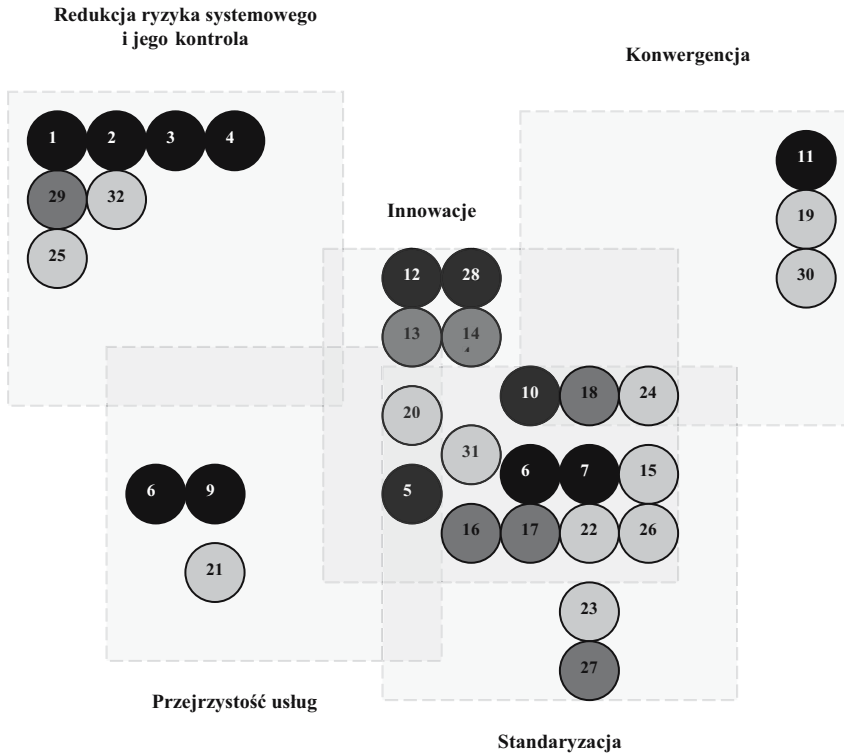 Redukcja ryzyka systemowego
i jego kontrola
Konwergencja
1 2 3 4
11
29 32
19
Innowacje
25
12 28
30
13 14
10 18 24
20
31
6 7 15
6 9
5
16 17 22 26
21
23
27
Przejrzystość usług
Standaryzacja